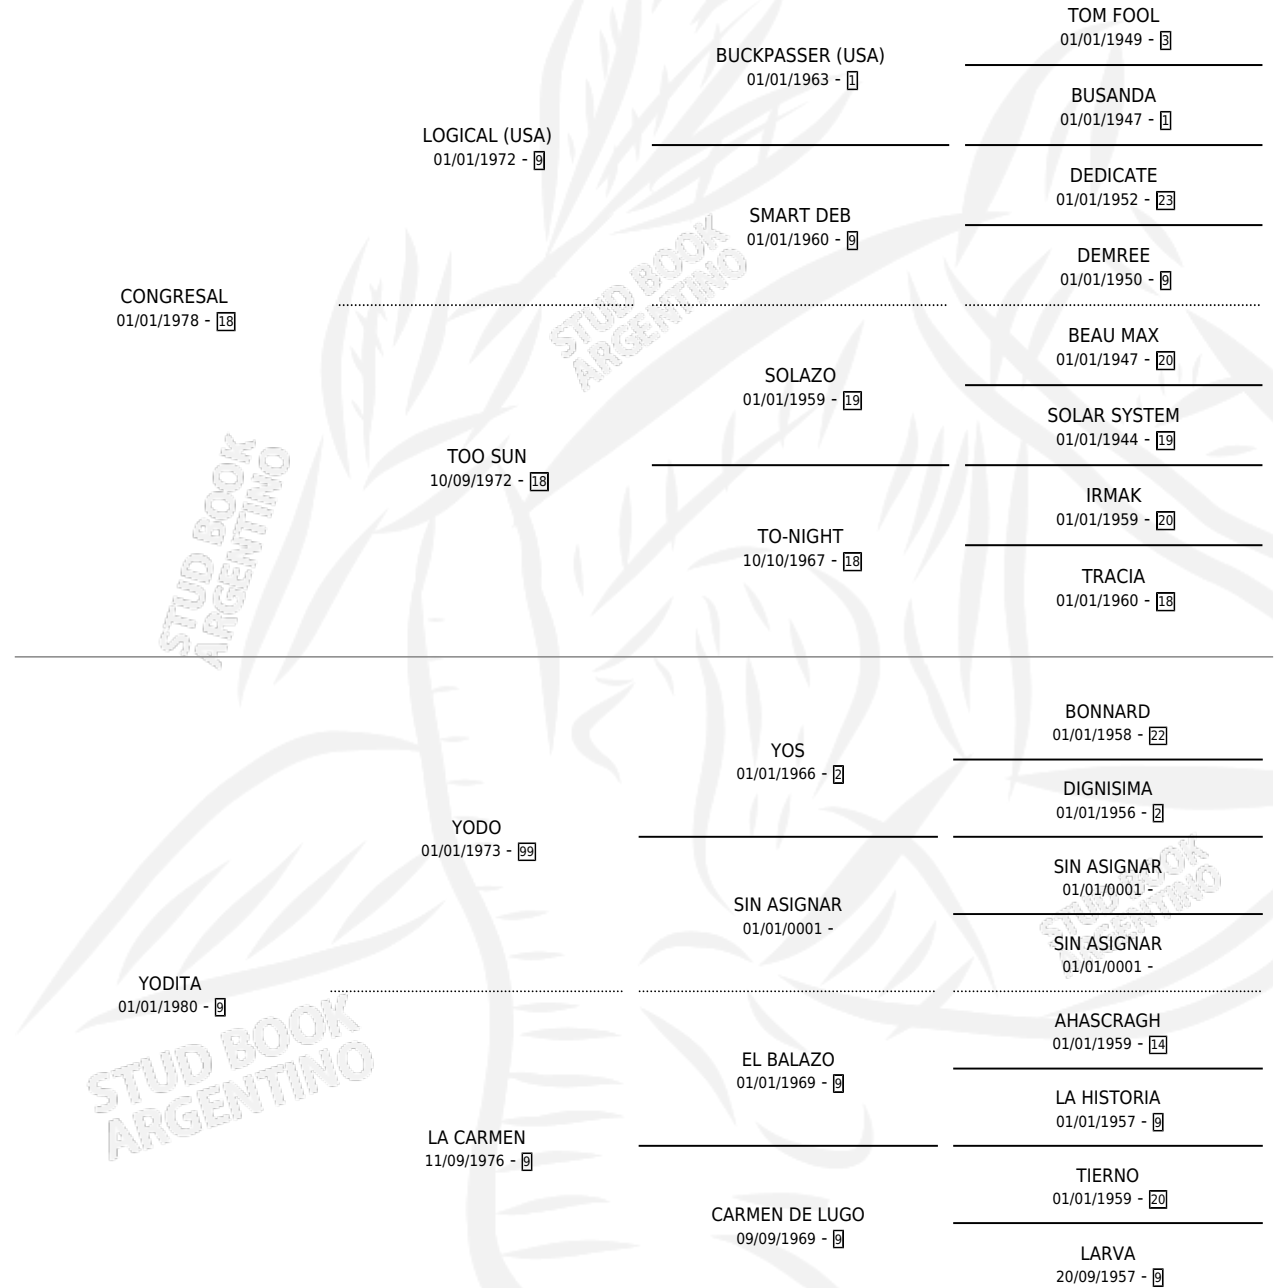 TOM FOOL
01/01/1949 - 3
BUCKPASSER (USA)
01/01/1963 - 1
BUSANDA
01/01/1947 - 1
LOGICAL (USA)
01/01/1972 - 9
DEDICATE
01/01/1952 - 23
SMART DEB
01/01/1960 - 9
DEMREE
01/01/1950 - 9
CONGRESAL
01/01/1978 - 18
STUD BOOK
ARGENTINO
BEAU MAX
01/01/1947 - 20
SOLAZO
01/01/1959 - 19
SOLAR SYSTEM
01/01/1944 - 19
TOO SUN
10/09/1972 - 18
IRMAK
01/01/1959 - 20
TO-NIGHT
10/10/1967 - 18
TRACIA
01/01/1960 - 18
STUD BOOK
ARGENTINO
BONNARD
01/01/1958 - 22
YOS
01/01/1966 - 2
DIGNISIMA
01/01/1956 - 2
YODO
01/01/1973 - 99
SIN ASIGNAR
01/01/0001 -
SIN ASIGNAR
01/01/0001 -
SIN ASIGNAR
01/01/0001 -
STUD BOOK
ARGENTINO
YODITA
01/01/1980 - 9
AHASCRAGH
01/01/1959 - 14
EL BALAZO
01/01/1969 - 9
LA HISTORIA
01/01/1957 - 9
STUD BOOK
ARGENTINO
LA CARMEN
11/09/1976 - 9
TIERNO
01/01/1959 - 20
CARMEN DE LUGO
09/09/1969 - 9
LARVA
20/09/1957 - 9